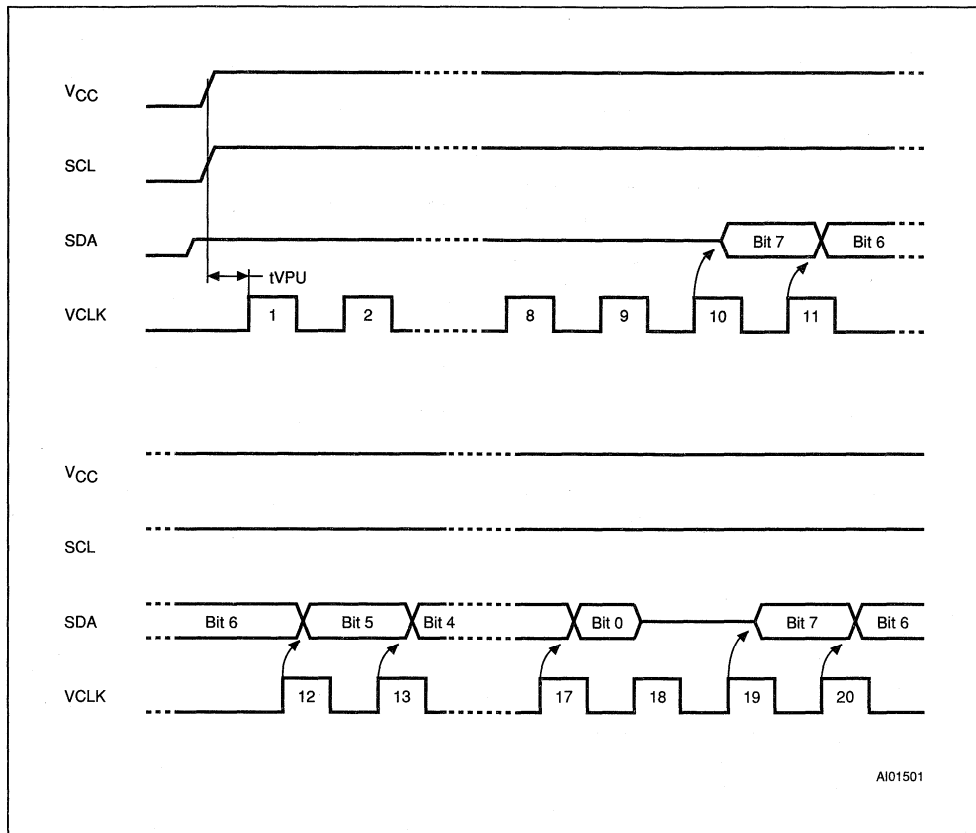 VCC
SCL
SDA Bit 7 Bit 6
tVPU
VCLK 1 2 8 9 10 11
VCC
SCL
SDA Bit 6 Bit 5 Bit 4 Bit 0 Bit 7 Bit 6
VCLK 12 13 17 18 19 20
AI01501